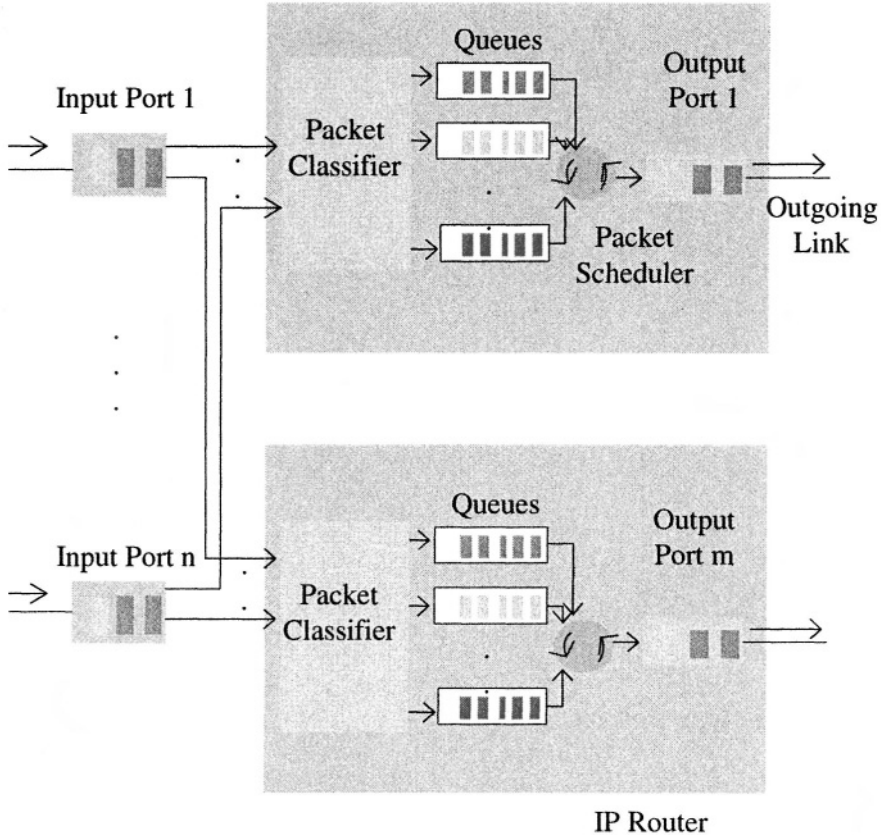 Queues
Input Port 1
Output
Port 1
Packet
Classifier
Outgoing
Link
Packet
Scheduler
Queues
Output
Port m
Input Port n
Packet
Classifier
IP Router